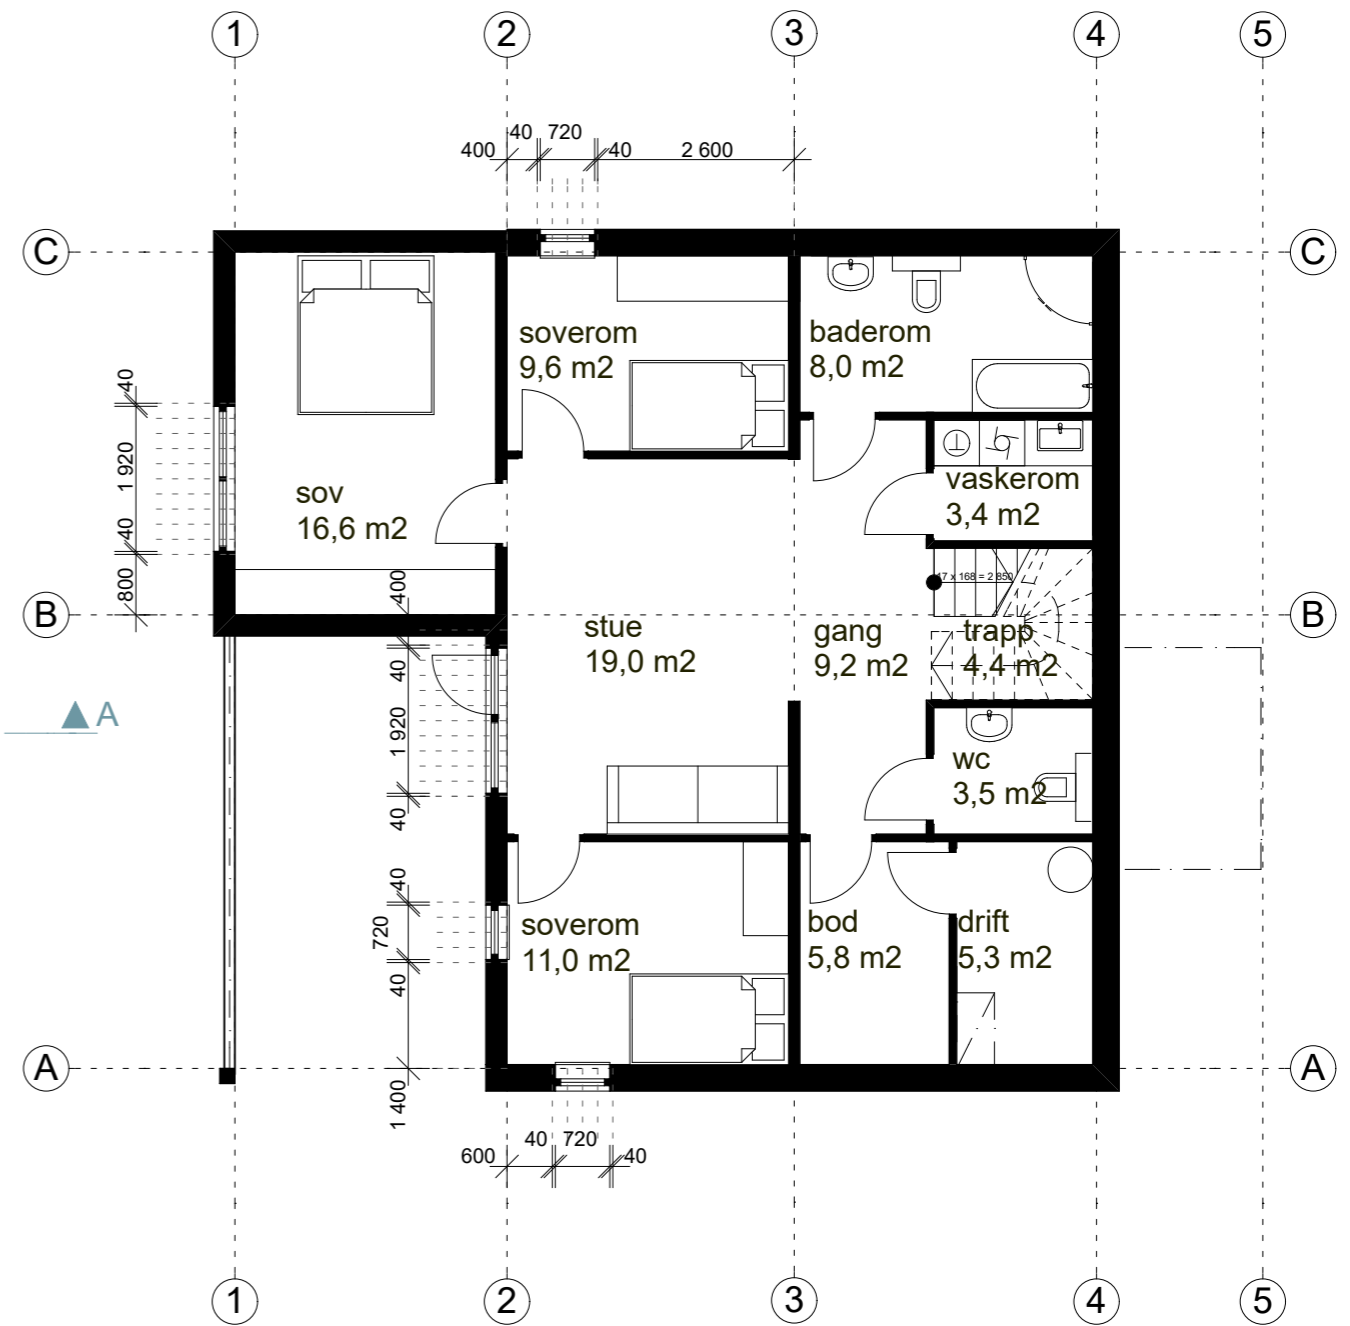 1
2
3
4
5
40
720
400
40
2 600
C
C
soverom
9,6 m2
baderom
8,0 m2
40
1 920
40
800
sov
16,6 m2
vaskerom
3,4 m2
17 x 168 = 2 850
400
B
B
stue
19,0 m2
gang
9,2 m2
trapp
4,4 m2
40
1 920
40
A
wc
3,5 m2
40
720
40
soverom
11,0 m2
bod
5,8 m2
drift
5,3 m2
A
A
1 400
40
720
600
40
1
2
3
4
5